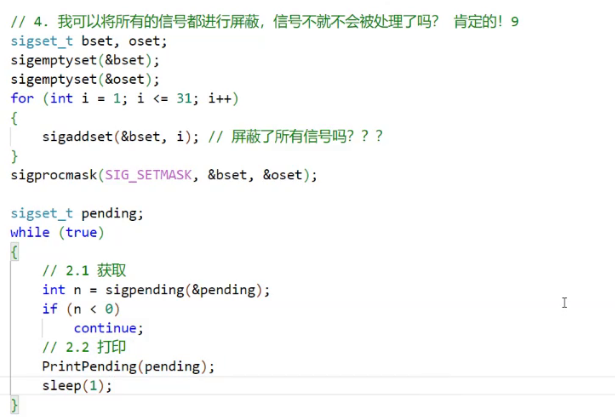 // 4. 我可以将所有的信号都进行屏蔽，信号不就不会被处理了吗？ 肯定的！9
sigset_t bset, oset;
sigemptyset(&bset);
sigemptyset(&oset);
for (int i = 1; i <= 31; i++)
{
    sigaddset(&bset, i); // 屏蔽了所有信号吗？？？
}
sigprocmask(SIG_SETMASK, &bset, &oset);

sigset_t pending;
while (true)
{
    // 2.1 获取
    int n = sigpending(&pending);
    if (n < 0)
        continue;
    // 2.2 打印
    PrintPending(pending);
    sleep(1);
}